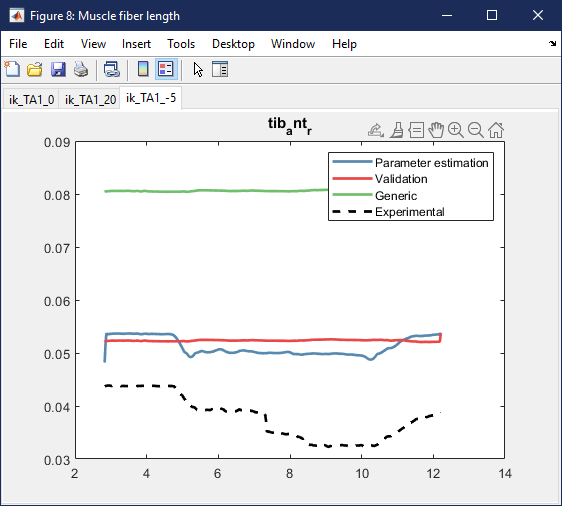 Figure 8: Muscle fiber length
File Edit View Insert Tools Desktop Window Help
ik_TA1_0 ik_TA1_20 ik_TA1_-5
tib_ant_r
0.09
0.08
0.07
0.06
0.05
0.04
0.03
Parameter estimation
Validation
Generic
Experimental
2 4 6 8 10 12 14